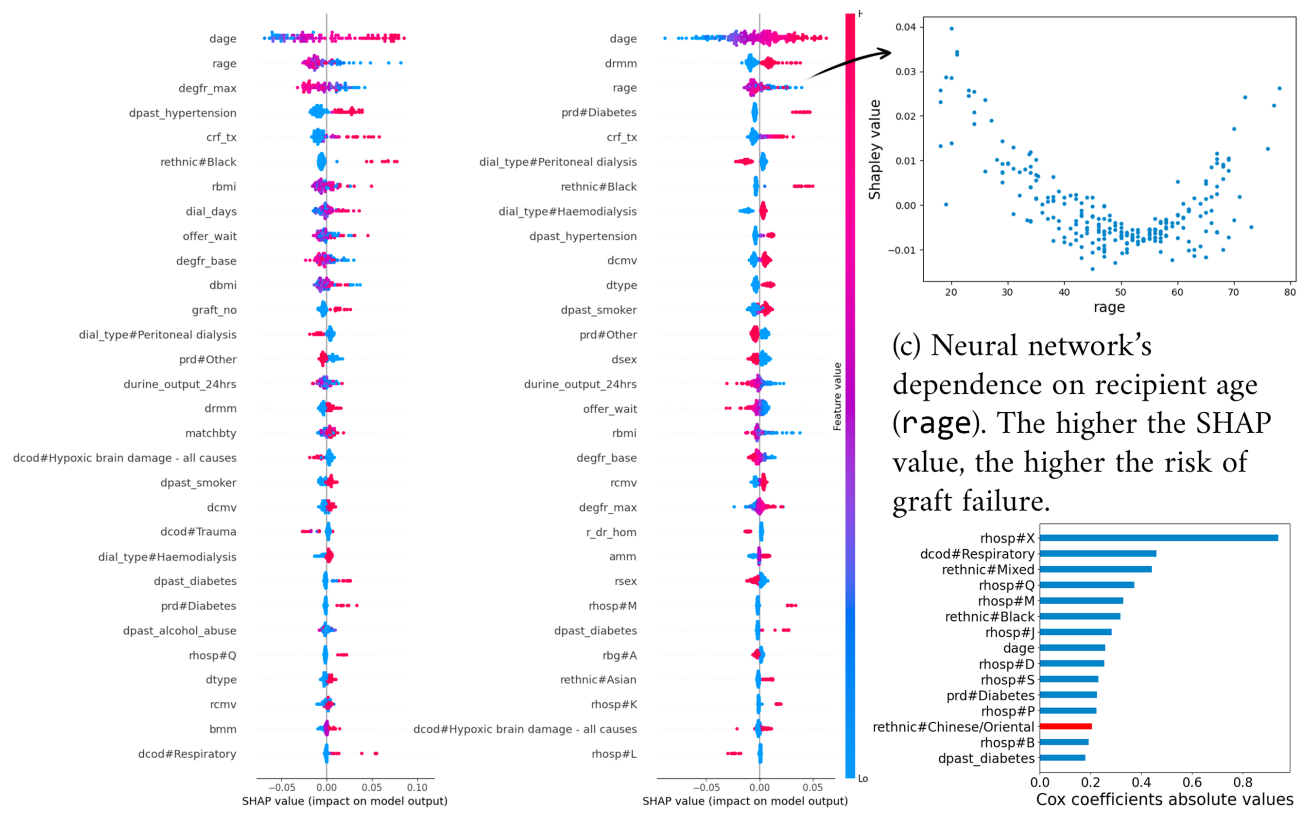 dage
rage
degfr_max
dpast_hypertension
crf_tx
rethnic#Black
rbmi
dial_days
offer_wait
degfr_base
dbmi
graft_no
dial_type#Peritoneal dialysis
prd#Other
durine_output_24hrs
drmm
matchbty
dcod#Hypoxic brain damage - all causes
dpast_smoker
dcmv
dcod#Trauma
dial_type#Haemodialysis
dpast_diabetes
prd#Diabetes
dpast_alcohol_abuse
rhosp#Q
dtype
rcmv
bmm
dcod#Respiratory
−0.05 0.00 0.05 0.10
SHAP value (impact on model output)
dage
drmm
rage
prd#Diabetes
crf_tx
dial_type#Peritoneal dialysis
rethnic#Black
dial_type#Haemodialysis
dpast_hypertension
dcmv
dtype
dpast_smoker
prd#Other
dsex
durine_output_24hrs
offer_wait
rbmi
degfr_base
rcmv
degfr_max
r_dr_hom
amm
rsex
rhosp#M
dpast_diabetes
rbg#A
rethnic#Asian
rhosp#K
dcod#Hypoxic brain damage - all causes
rhosp#L
−0.05 0.00 0.05
SHAP value (impact on model output)
Feature value
Lo
0.04
0.03
0.02
0.01
0.00
−0.01
Shapley value
20 30 40 50 60 70 80
rage
(c) Neural network’s
dependence on recipient age
(rage). The higher the SHAP
value, the higher the risk of
graft failure.
rhosp#X
dcod#Respiratory
rethnic#Mixed
rhosp#Q
rhosp#M
rethnic#Black
rhosp#J
dage
rhosp#D
rhosp#S
prd#Diabetes
rhosp#P
rethnic#Chinese/Oriental
rhosp#B
dpast_diabetes
0.0 0.2 0.4 0.6 0.8
Cox coefficients absolute values